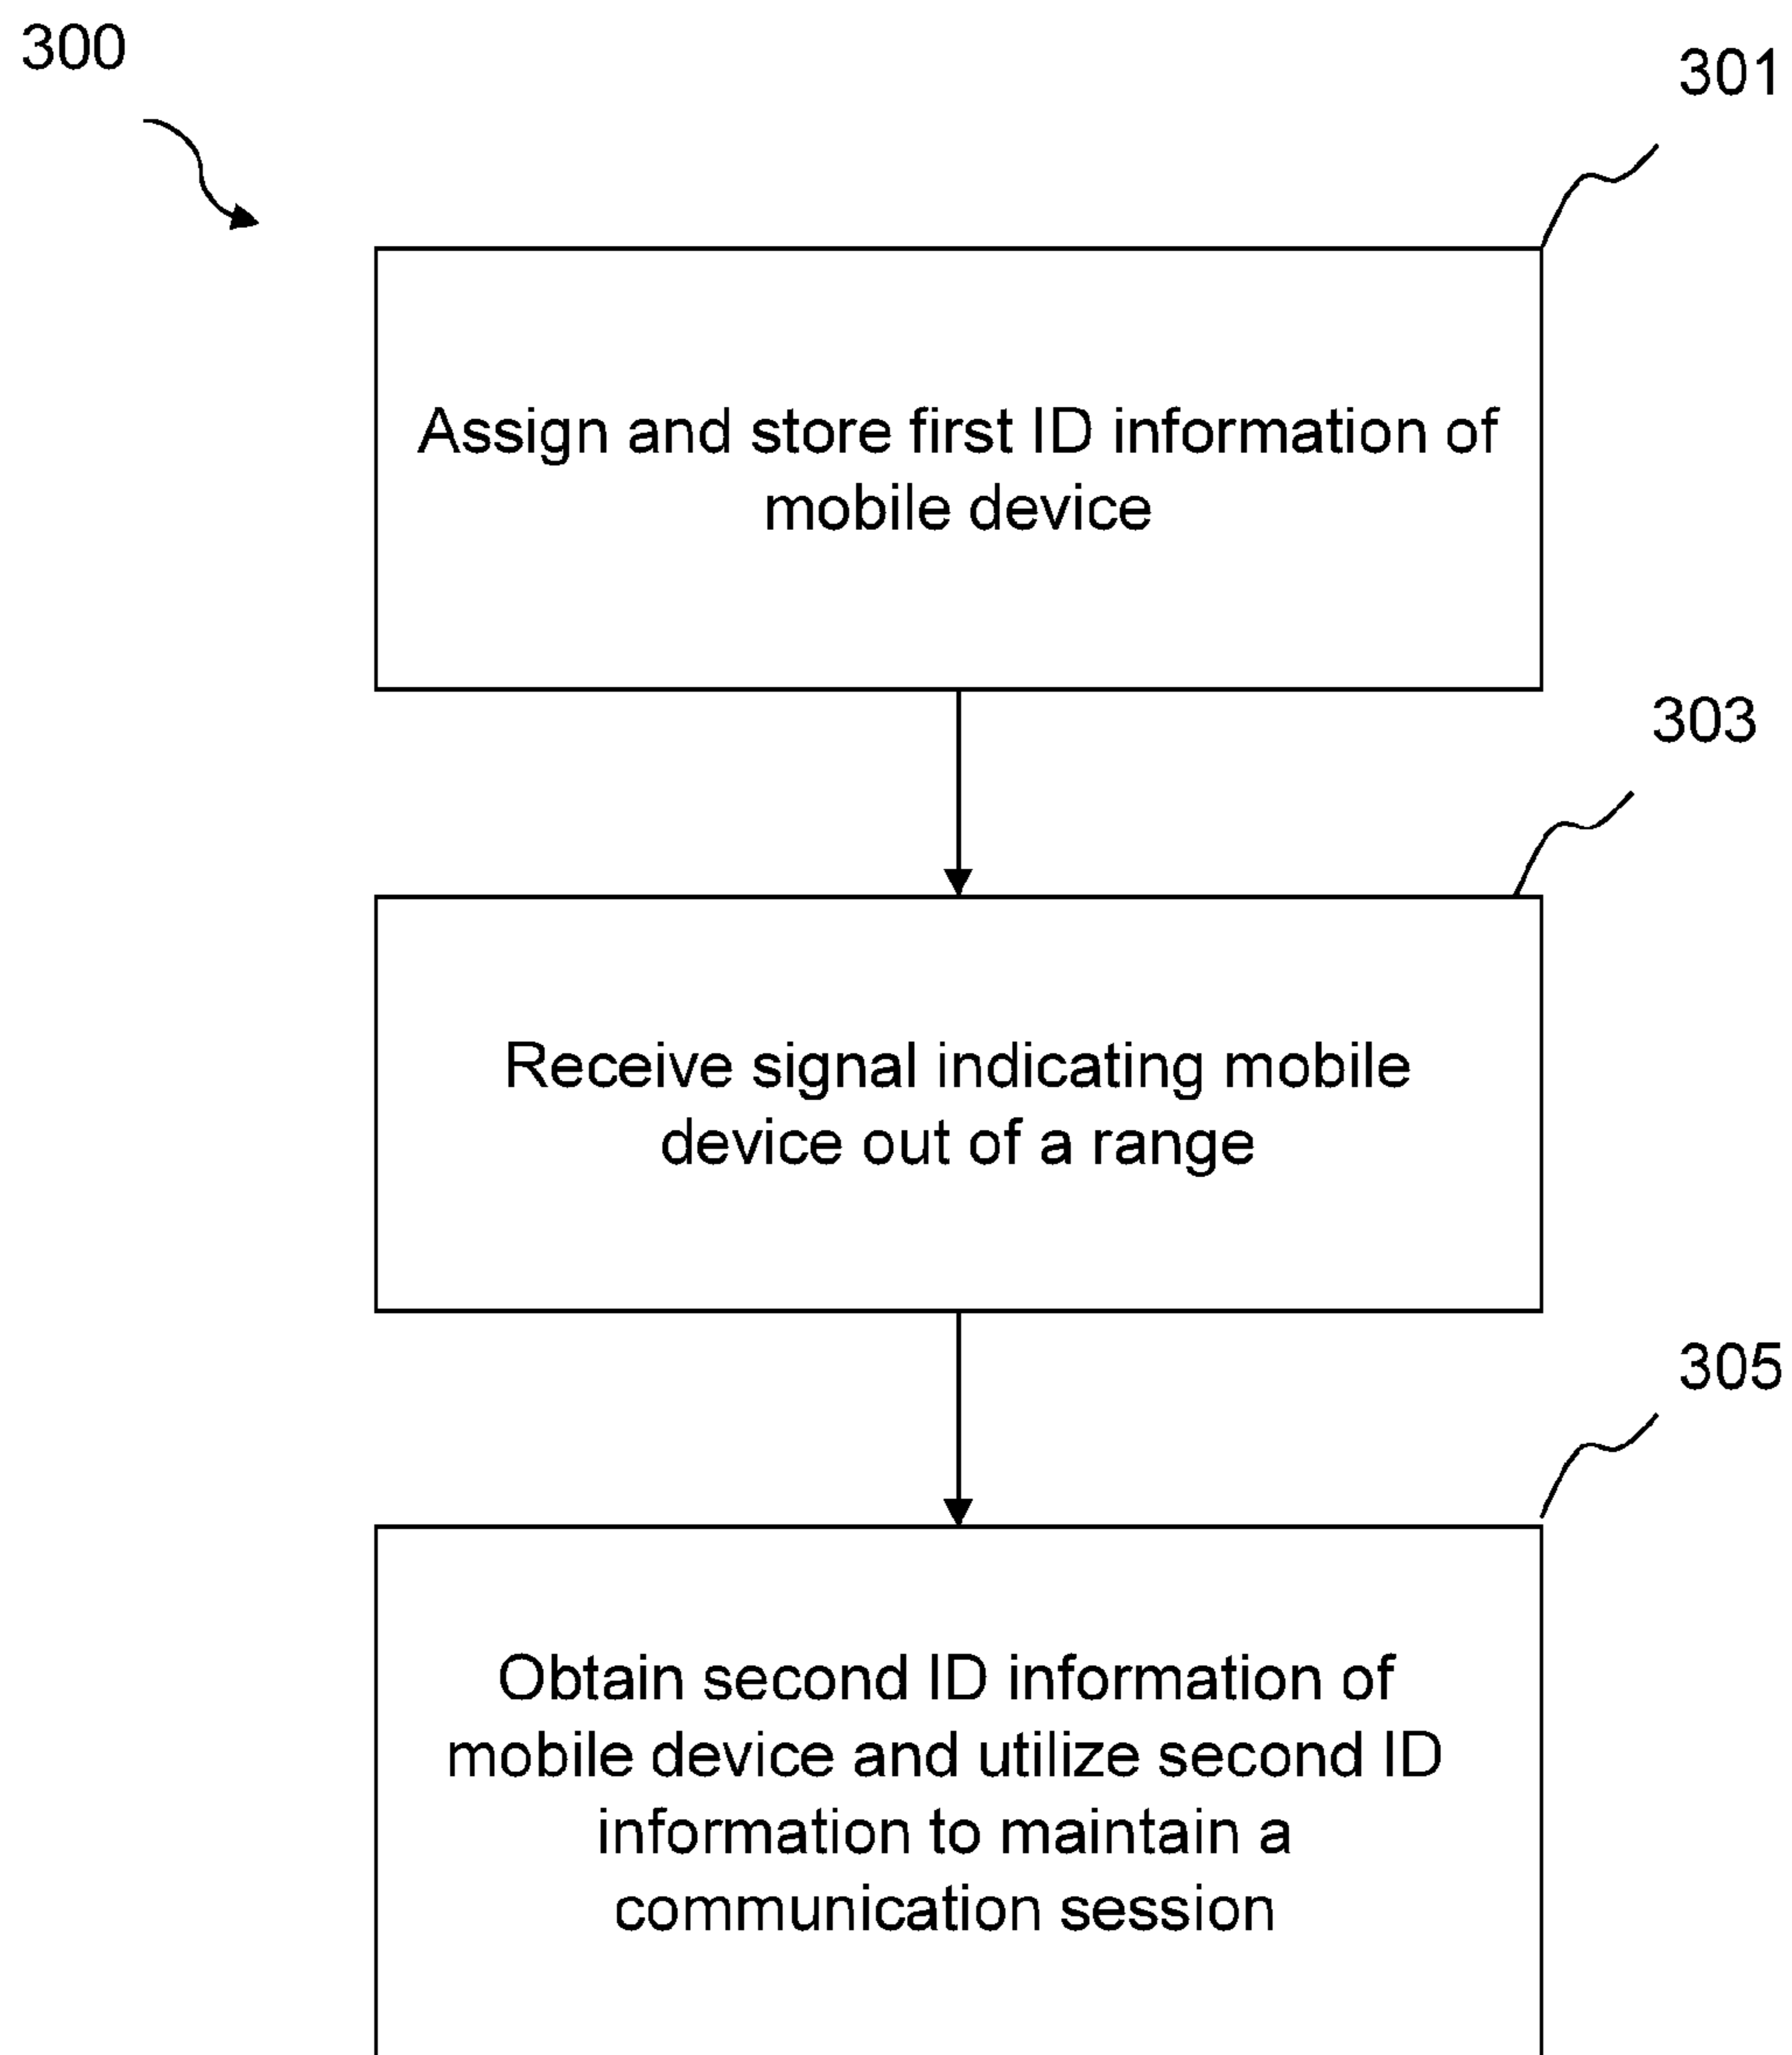 300
301
Assign and store first ID information of
mobile device
303
Receive signal indicating mobile
device out of a range
305
Obtain second ID information of
mobile device and utilize second ID
information to maintain a
communication session